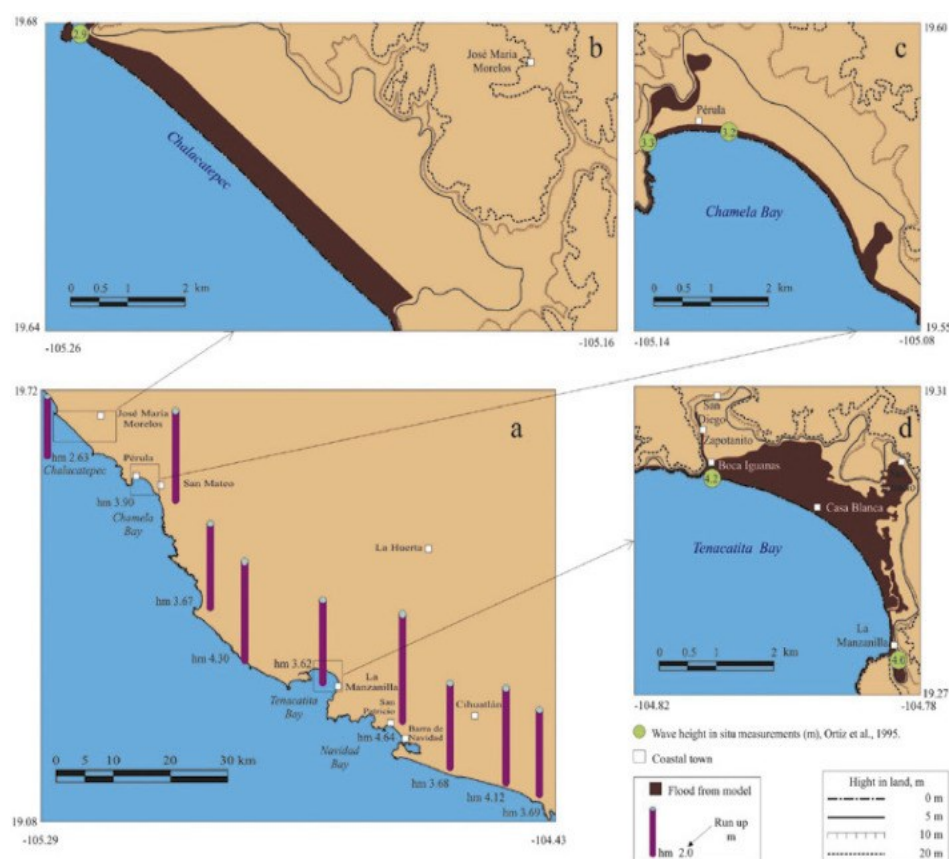 19.68
2.9
b
José María
Morelos
Chalacatepec
0 0.5 1 2 km
19.64
-105.26
-105.16
19.60
c
Pérula
3.3
3.2
Chamela Bay
0 0.5 1 2 km
19.55
-105.14
-105.08
19.72
a
José María
Morelos
hm 2.63
Chalacatepec
Pérula
San Mateo
hm 3.90
Chamela
Bay
La Huerta
hm 3.67
hm 4.30
hm 3.62
La
Manzanilla
Tenacatita
Bay
San
Patricio
Cihuatlán
hm 4.64
Barra de
Navidad
Navidad
Bay
hm 3.68
hm 4.12
hm 3.69
0 10 20 30 km
19.08
-105.29
-104.43
19.31
San
Diego
d
Zapotanito
Boca Iguanas
4.2
Casa Blanca
Tenacatita Bay
La
Manzanilla
4.6
0 0.5 1 2 km
19.27
-104.82
-104.78
Wave height in situ measurements (m), Ortiz et al., 1995.
Coastal town
Flood from model
Run up
m
hm 2.0
Hight in land, m
0 m
5 m
10 m
20 m